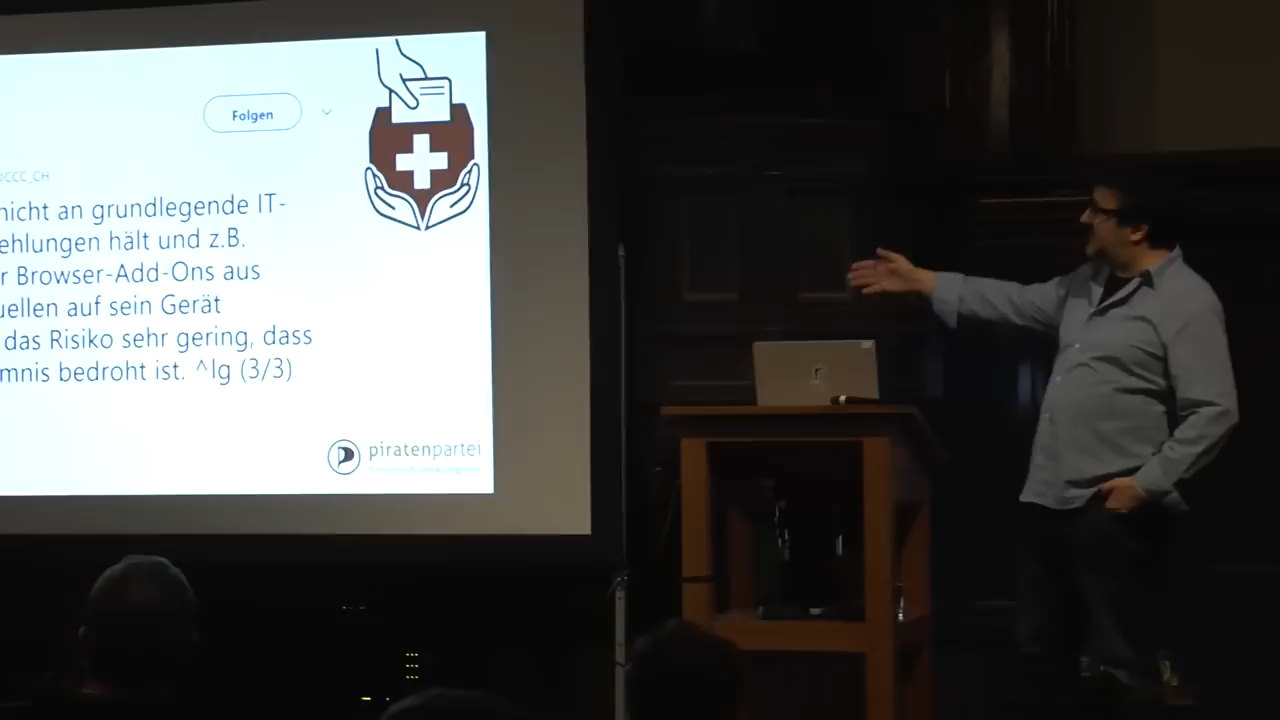 Folgen
@CCC_CH
nicht an grundlegende IT-
ehlungen hält und z.B.
r Browser-Add-Ons aus
uellen auf sein Gerät
das Risiko sehr gering, dass
mnis bedroht ist. ^lg (3/3)
piratenpartei